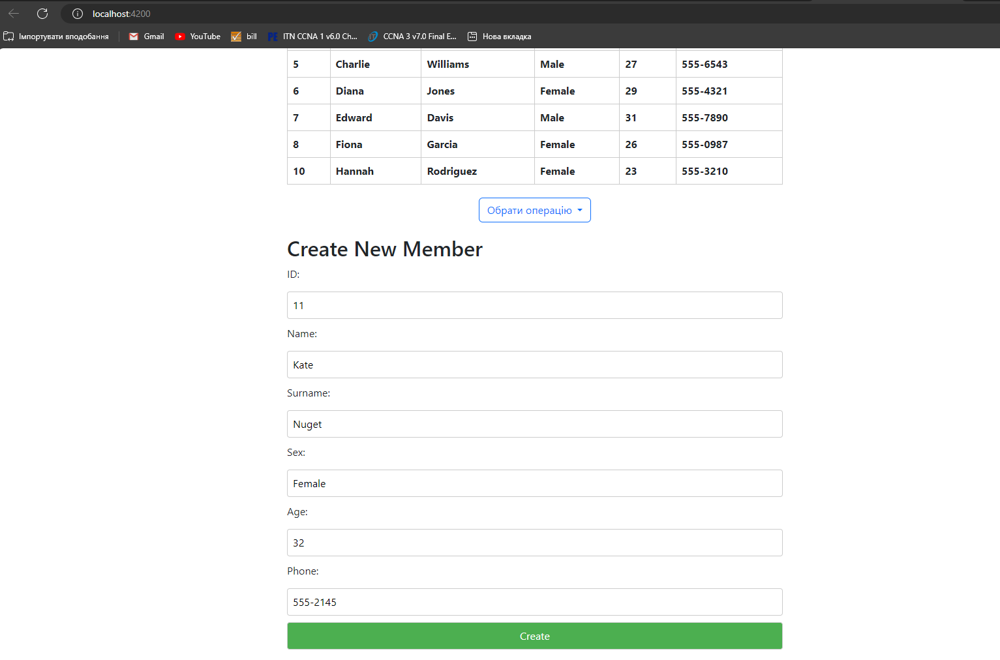 localhost:4200
Імпортувати вподобання Gmail YouTube bill ITN CCNA 1 v6.0 Ch... CCNA 3 v7.0 Final E... Нова вкладка
5 Charlie Williams Male 27 555-6543
6 Diana Jones Female 29 555-4321
7 Edward Davis Male 31 555-7890
8 Fiona Garcia Female 26 555-0987
10 Hannah Rodriguez Female 23 555-3210
Обрати операцію
Create New Member
ID:
11
Name:
Kate
Surname:
Nuget
Sex:
Female
Age:
32
Phone:
555-2145
Create